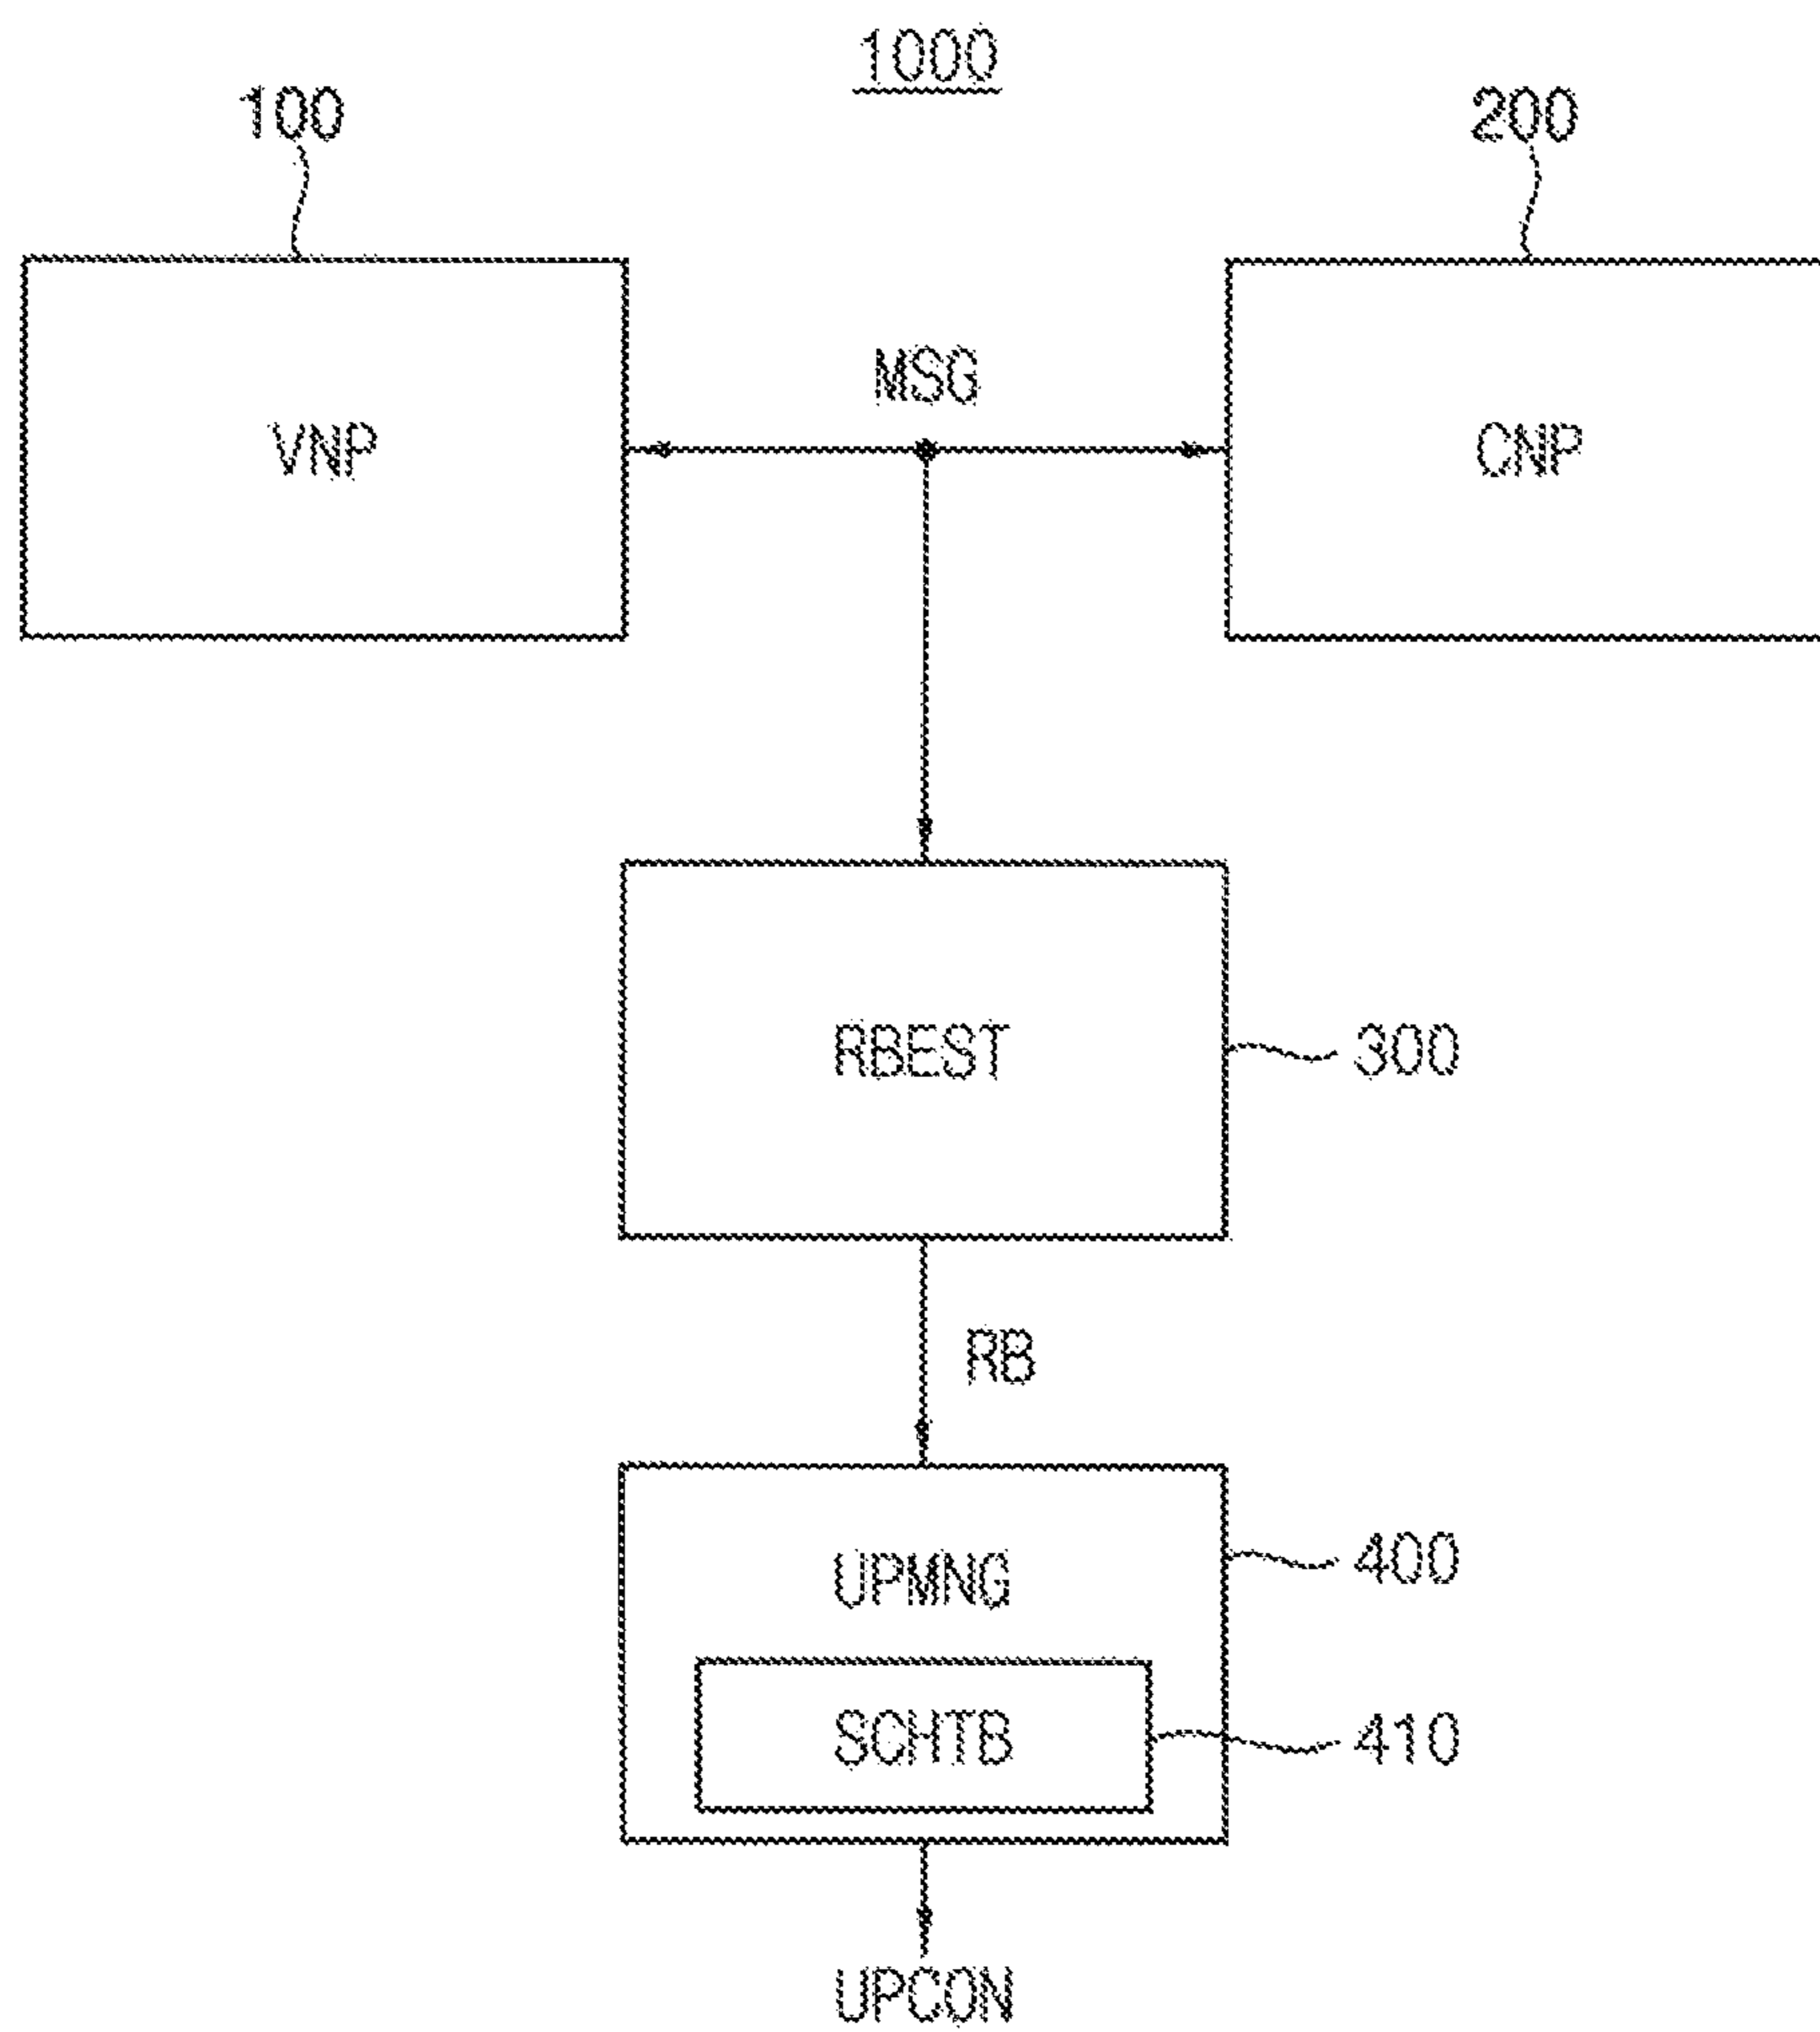 1000
100
200
MSG
VNP
CNP
RBEST
300
RB
UPMNG
400
SCHTB
410
UPCON